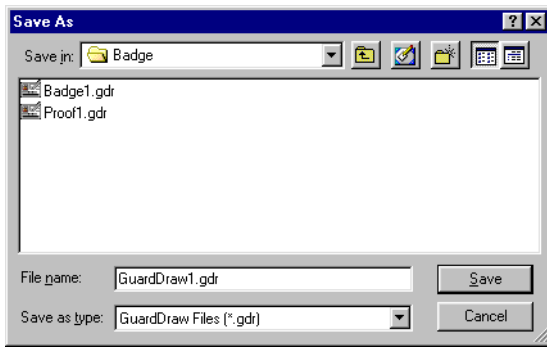 Save As
Save in: Badge
Badge1.gdr
Proof1.gdr
File name: GuardDraw1.gdr Save
Save as type: GuardDraw Files (*.gdr) Cancel